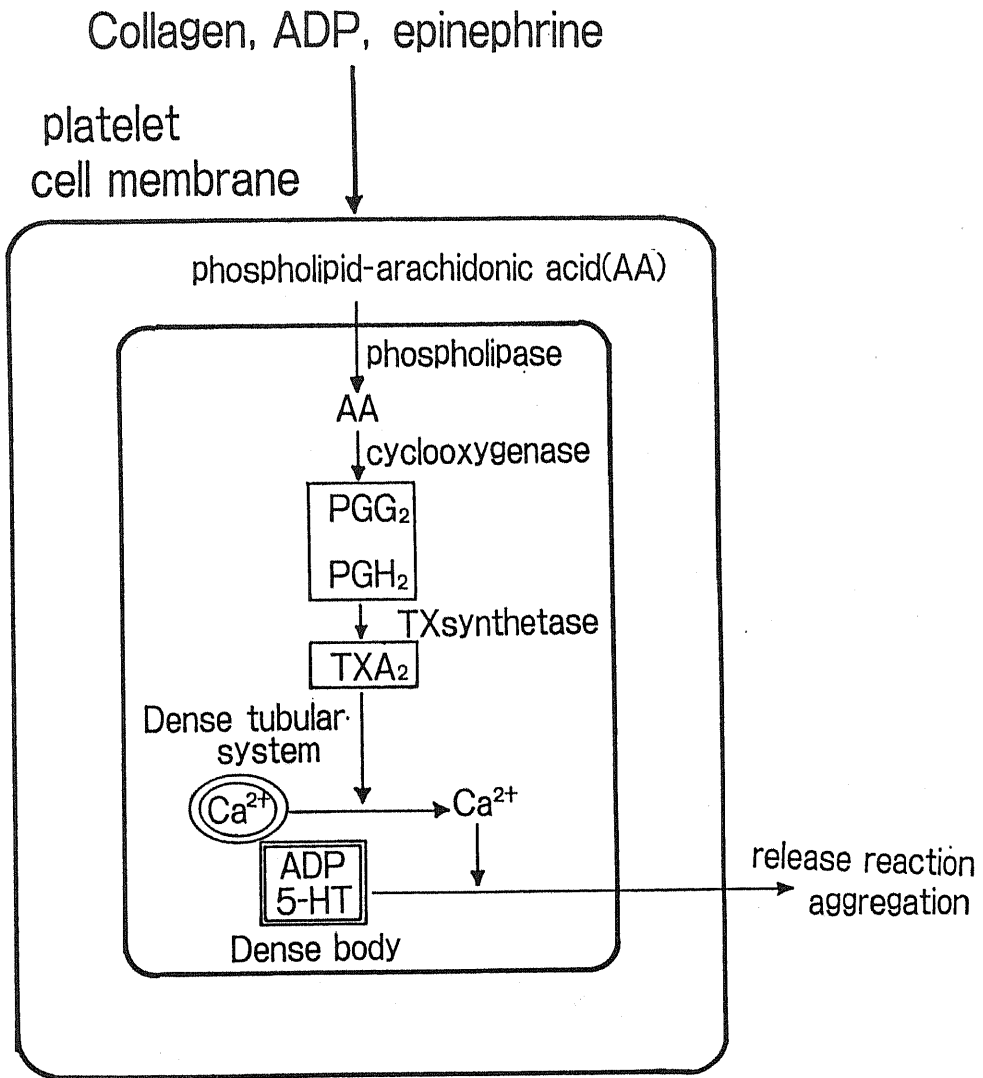 Collagen, ADP, epinephrine
platelet
cell membrane
phospholipid-arachidonic acid(AA)
phospholipase
AA
cyclooxygenase
PGG₂
PGH₂
TXsynthetase
TXA₂
Dense tubular
system
Ca²⁺
Ca²⁺
ADP
5-HT
release reaction
aggregation
Dense body